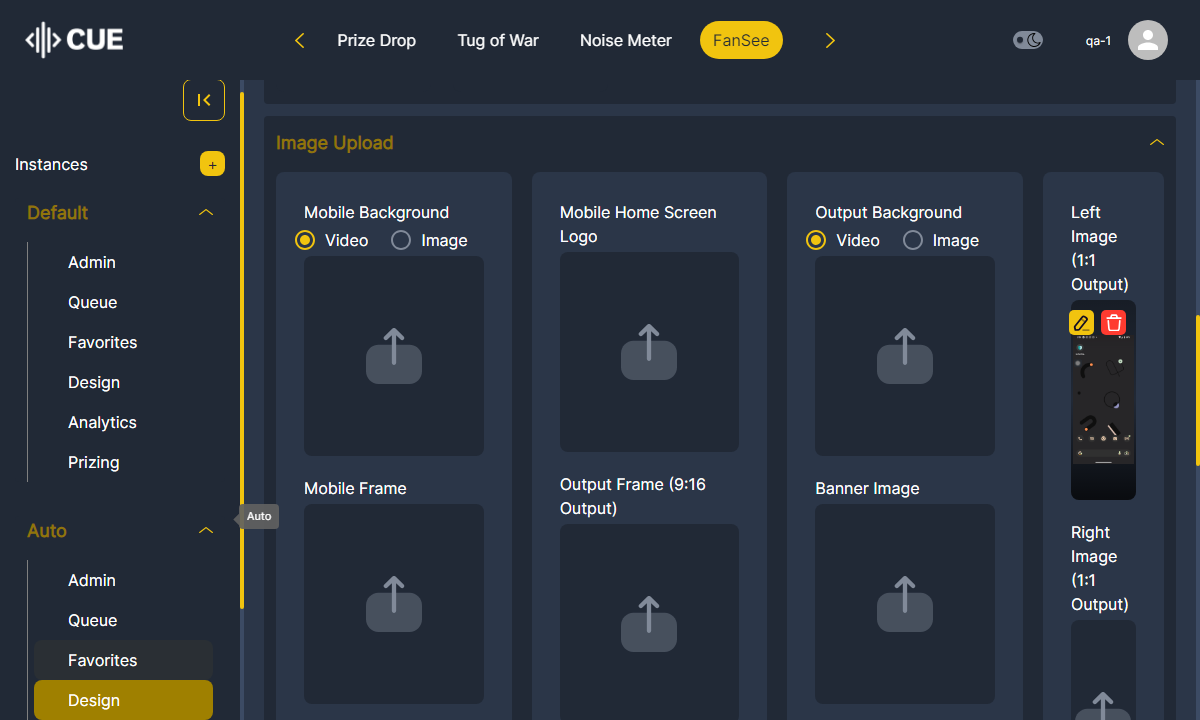 CUE
Prize Drop
Tug of War
Noise Meter
FanSee
qa-1
Instances
+
Default
Admin
Queue
Favorites
Design
Analytics
Prizing
Auto
Admin
Queue
Favorites
Design
Auto
Image Upload
Mobile Background
Video
Image
Mobile Frame
Mobile Home Screen
Logo
Output Frame (9:16
Output)
Output Background
Video
Image
Banner Image
Left
Image
(1:1
Output)
Right
Image
(1:1
Output)